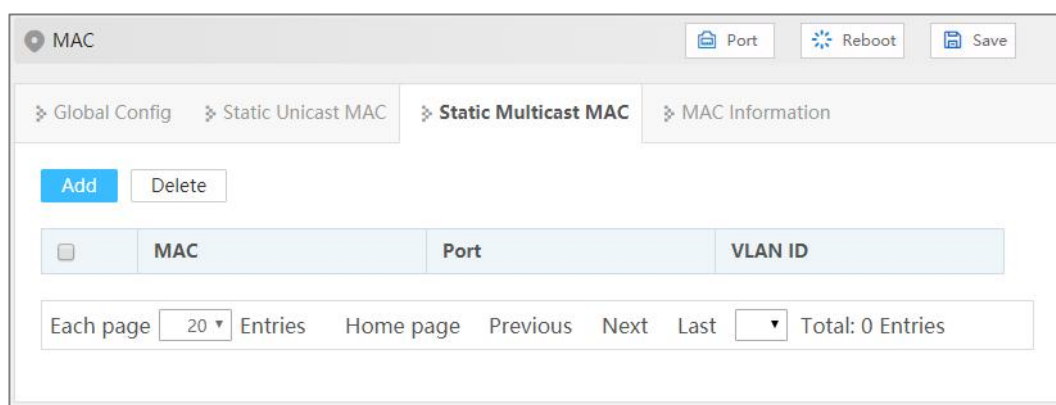 MAC Port Reboot Save
Global Config Static Unicast MAC Static Multicast MAC MAC Information
Add Delete
MAC Port VLAN ID
Each page 20 Entries Home page Previous Next Last Total: 0 Entries